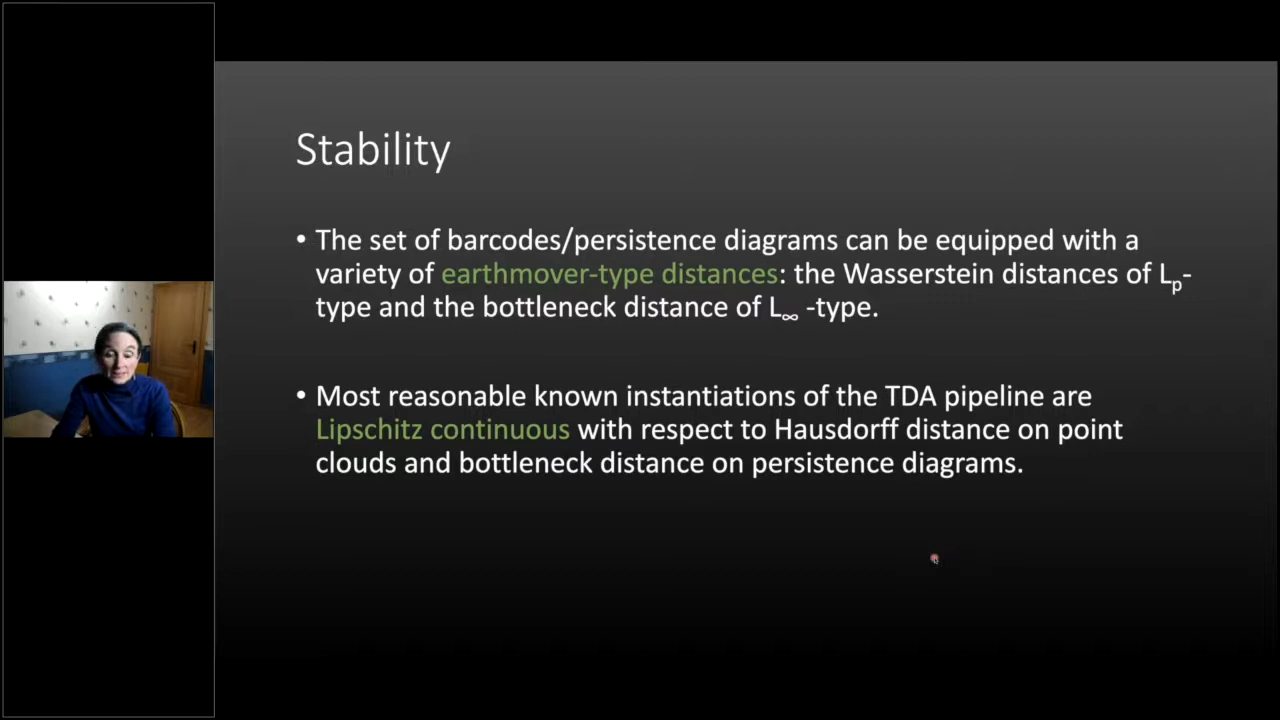 Stability
• The set of barcodes/persistence diagrams can be equipped with a
variety of earthmover-type distances: the Wasserstein distances of Lp-
type and the bottleneck distance of L∞ -type.
• Most reasonable known instantiations of the TDA pipeline are
Lipschitz continuous with respect to Hausdorff distance on point
clouds and bottleneck distance on persistence diagrams.